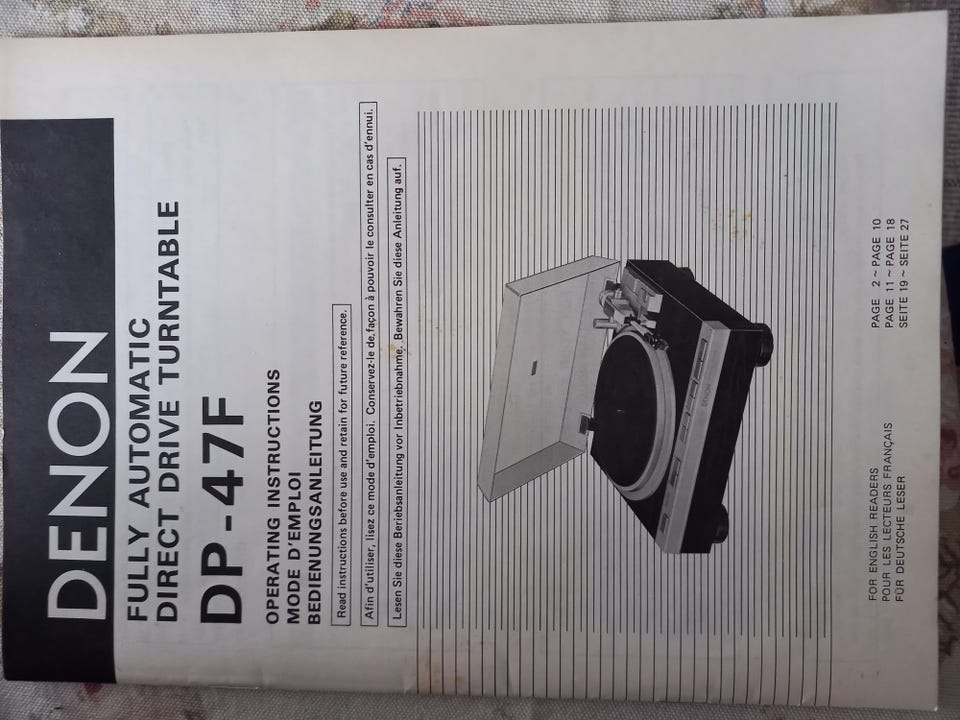 DENON
FULLY AUTOMATIC
DIRECT DRIVE TURNTABLE
DP-47F
OPERATING INSTRUCTIONS
MODE D'EMPLOI
BEDIENUNGSANLEITUNG
Read instructions before use and retain for future reference.
Afin d'utiliser, lisez ce mode d'emploi. Conservez-le de façon à pouvoir le consulter en cas d'ennui.
Lesen Sie diese Beriebsanleitung vor Inbetriebnahme. Bewahren Sie diese Anleitung auf.
DENON
FOR ENGLISH READERS PAGE 2 ~ PAGE 10
POUR LES LECTEURS FRANÇAIS PAGE 11 ~ PAGE 18
FÜR DEUTSCHE LESER SEITE 19 ~ SEITE 27